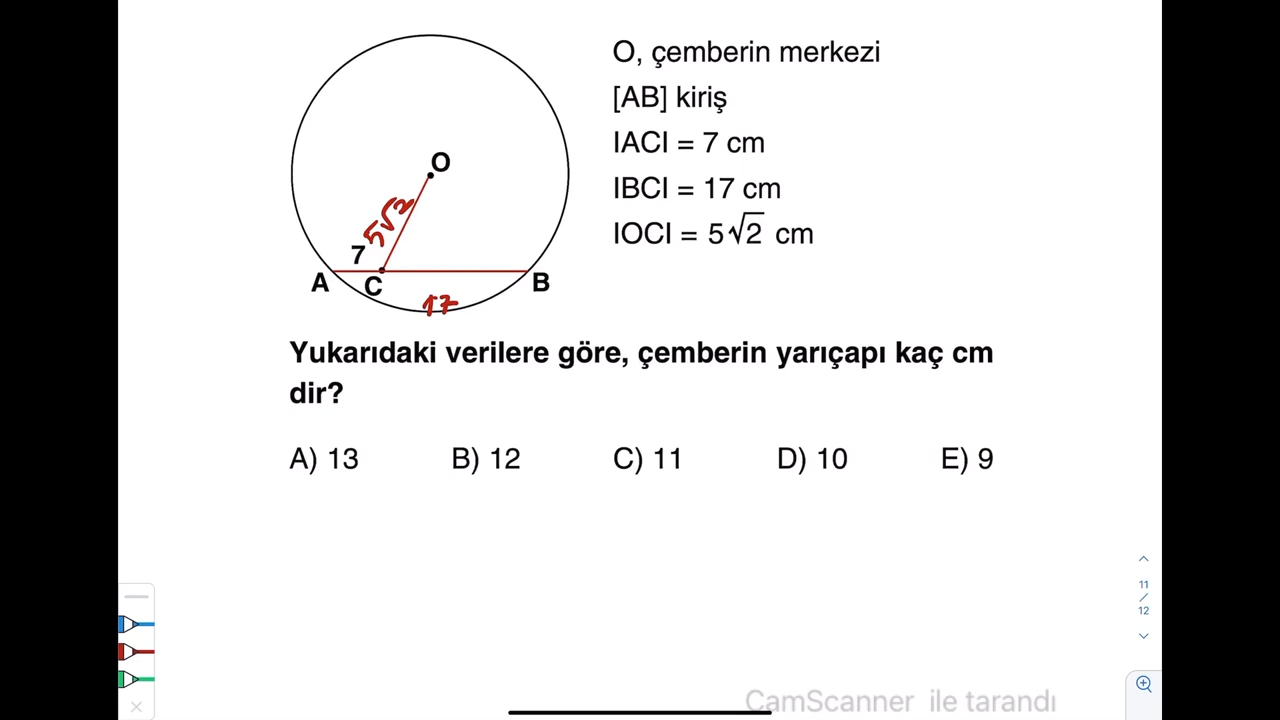 O, çemberin merkezi
[AB] kiriş
IACI = 7 cm
IBCI = 17 cm
IOCI = 5√2 cm
O
5√2
7
A
C
B
17
Yukarıdaki verilere göre, çemberin yarıçapı kaç cm
dir?
A) 13 B) 12 C) 11 D) 10 E) 9
11
/
12
CamScanner ile tarandı